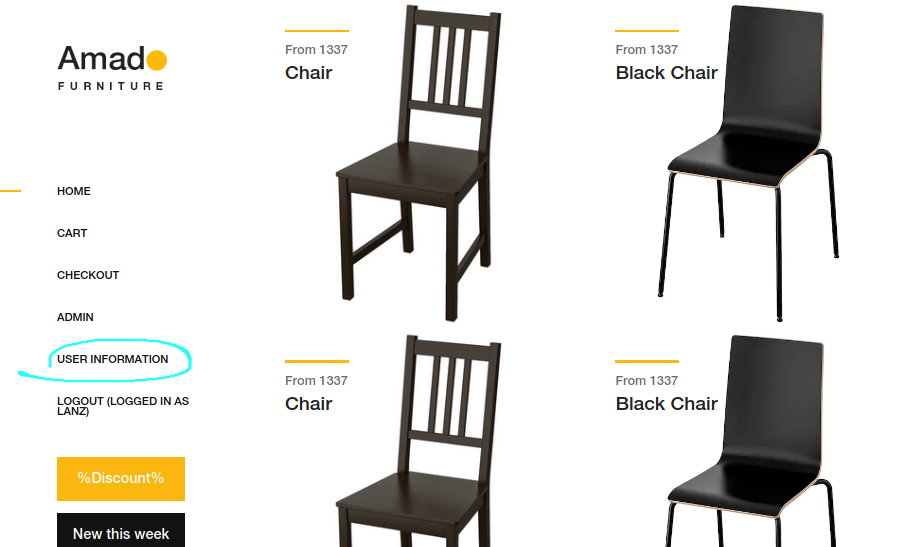 Amado
FURNITURE
HOME
CART
CHECKOUT
ADMIN
USER INFORMATION
LOGOUT (LOGGED IN AS
LANZ)
%Discount%
New this week
From 1337
Chair
From 1337
Black Chair
From 1337
Chair
From 1337
Black Chair